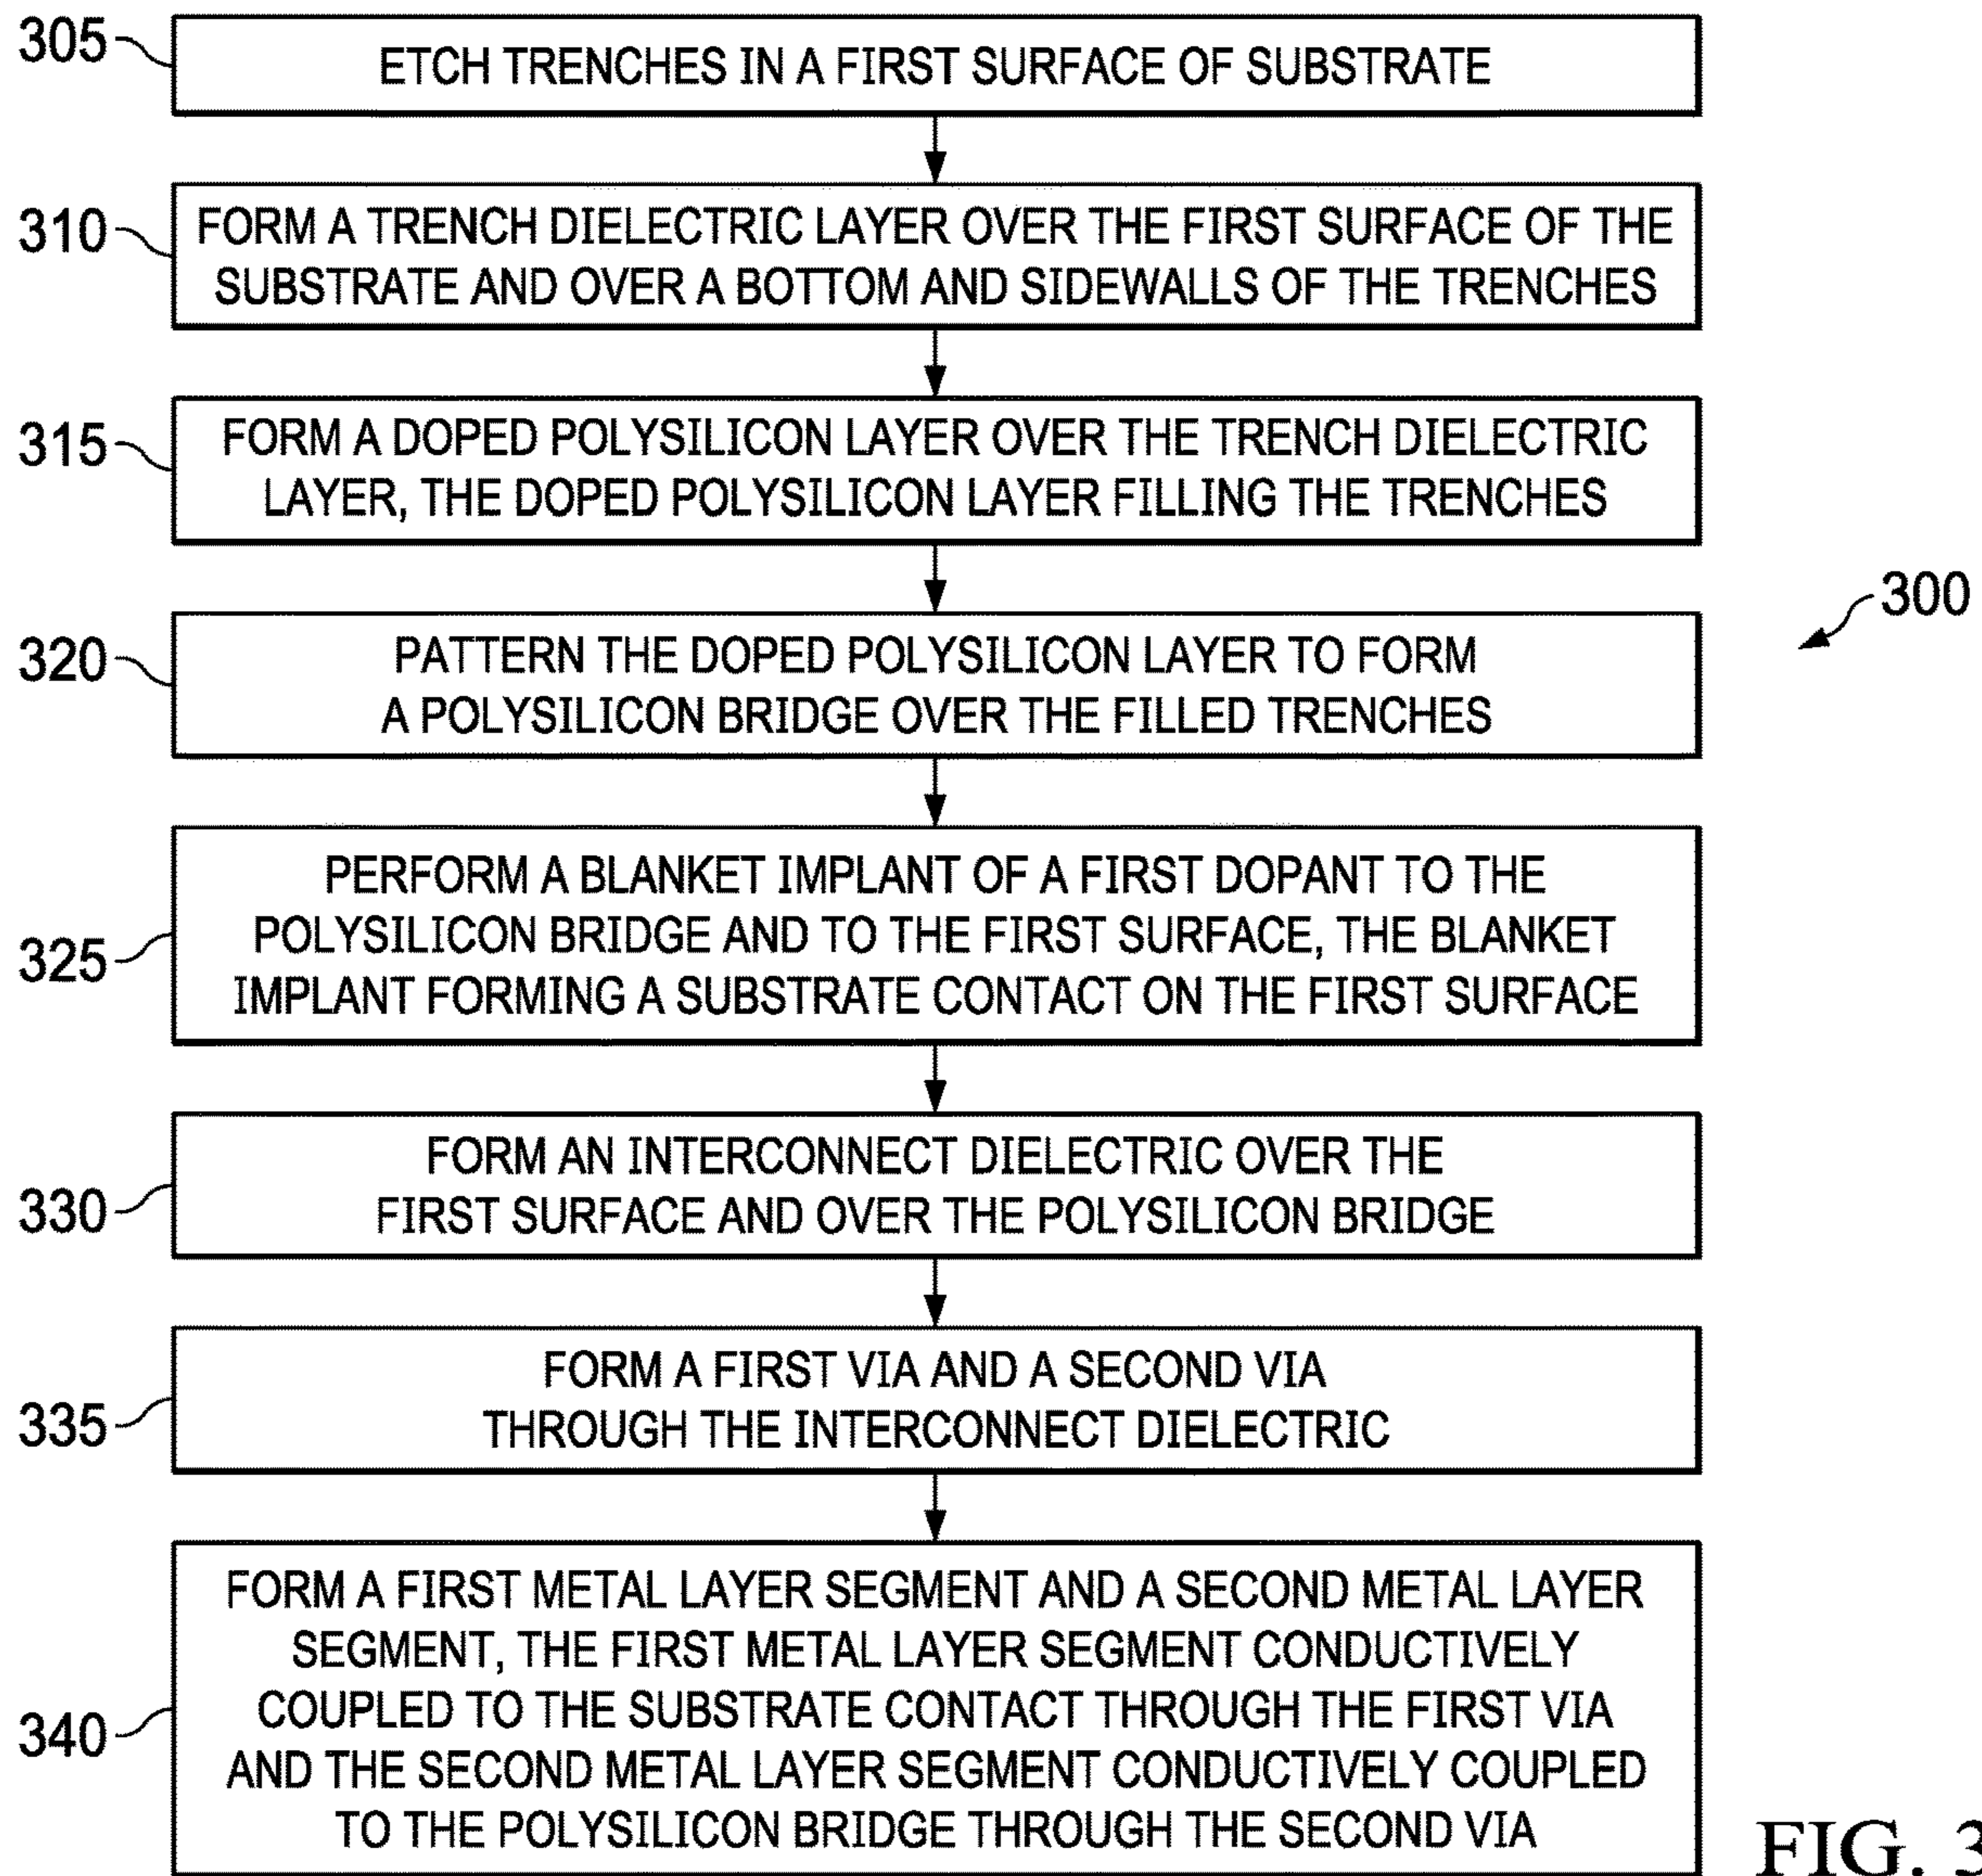 305
ETCH TRENCHES IN A FIRST SURFACE OF SUBSTRATE
310
FORM A TRENCH DIELECTRIC LAYER OVER THE FIRST SURFACE OF THE
SUBSTRATE AND OVER A BOTTOM AND SIDEWALLS OF THE TRENCHES
315
FORM A DOPED POLYSILICON LAYER OVER THE TRENCH DIELECTRIC
LAYER, THE DOPED POLYSILICON LAYER FILLING THE TRENCHES
300
320
PATTERN THE DOPED POLYSILICON LAYER TO FORM
A POLYSILICON BRIDGE OVER THE FILLED TRENCHES
325
PERFORM A BLANKET IMPLANT OF A FIRST DOPANT TO THE
POLYSILICON BRIDGE AND TO THE FIRST SURFACE, THE BLANKET
IMPLANT FORMING A SUBSTRATE CONTACT ON THE FIRST SURFACE
330
FORM AN INTERCONNECT DIELECTRIC OVER THE
FIRST SURFACE AND OVER THE POLYSILICON BRIDGE
335
FORM A FIRST VIA AND A SECOND VIA
THROUGH THE INTERCONNECT DIELECTRIC
340
FORM A FIRST METAL LAYER SEGMENT AND A SECOND METAL LAYER
SEGMENT, THE FIRST METAL LAYER SEGMENT CONDUCTIVELY
COUPLED TO THE SUBSTRATE CONTACT THROUGH THE FIRST VIA
AND THE SECOND METAL LAYER SEGMENT CONDUCTIVELY COUPLED
TO THE POLYSILICON BRIDGE THROUGH THE SECOND VIA
FIG. 3